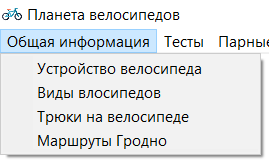 Планета велосипедов
Общая информация Тесты Парные
Устройство велосипеда
Виды влосипедов
Трюки на велосипеде
Маршруты Гродно